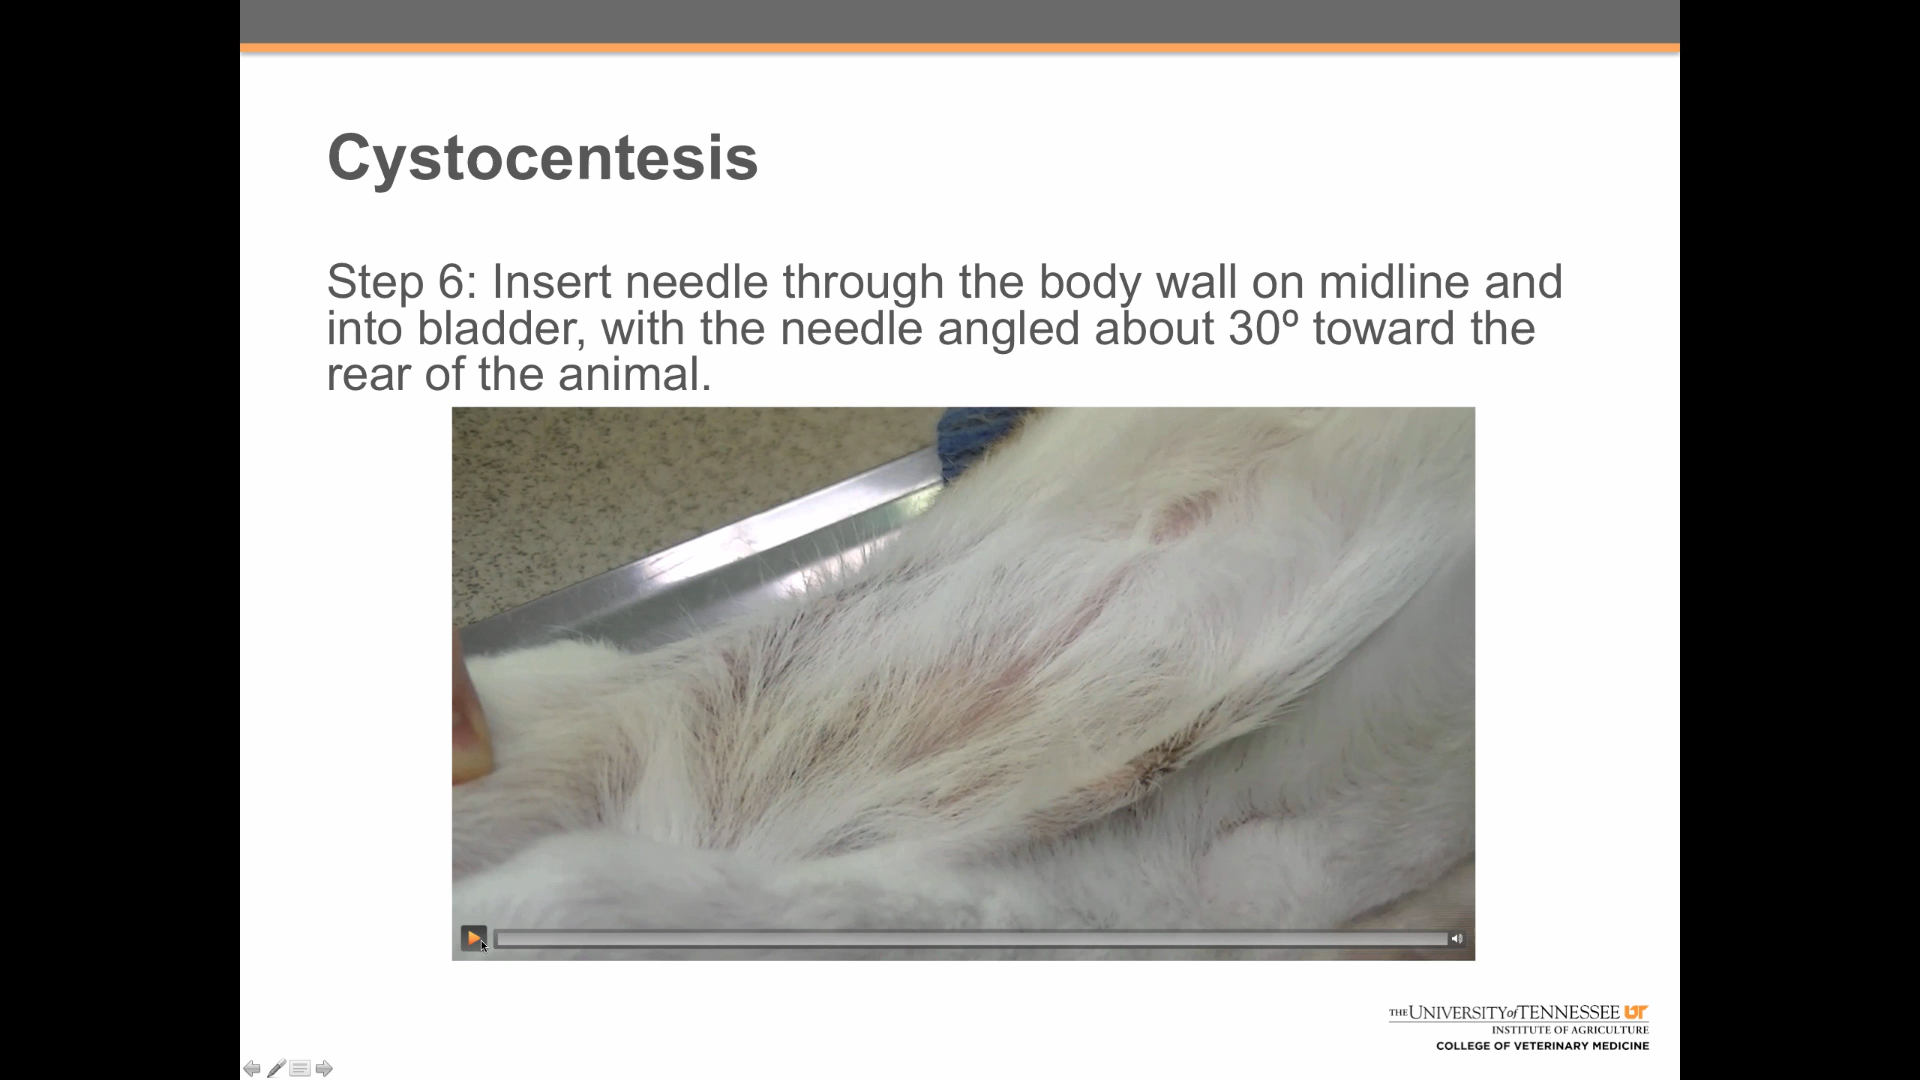 Cystocentesis
Step 6: Insert needle through the body wall on midline and
into bladder, with the needle angled about 30º toward the
rear of the animal.
THE UNIVERSITY of TENNESSEE UT
INSTITUTE OF AGRICULTURE
COLLEGE OF VETERINARY MEDICINE